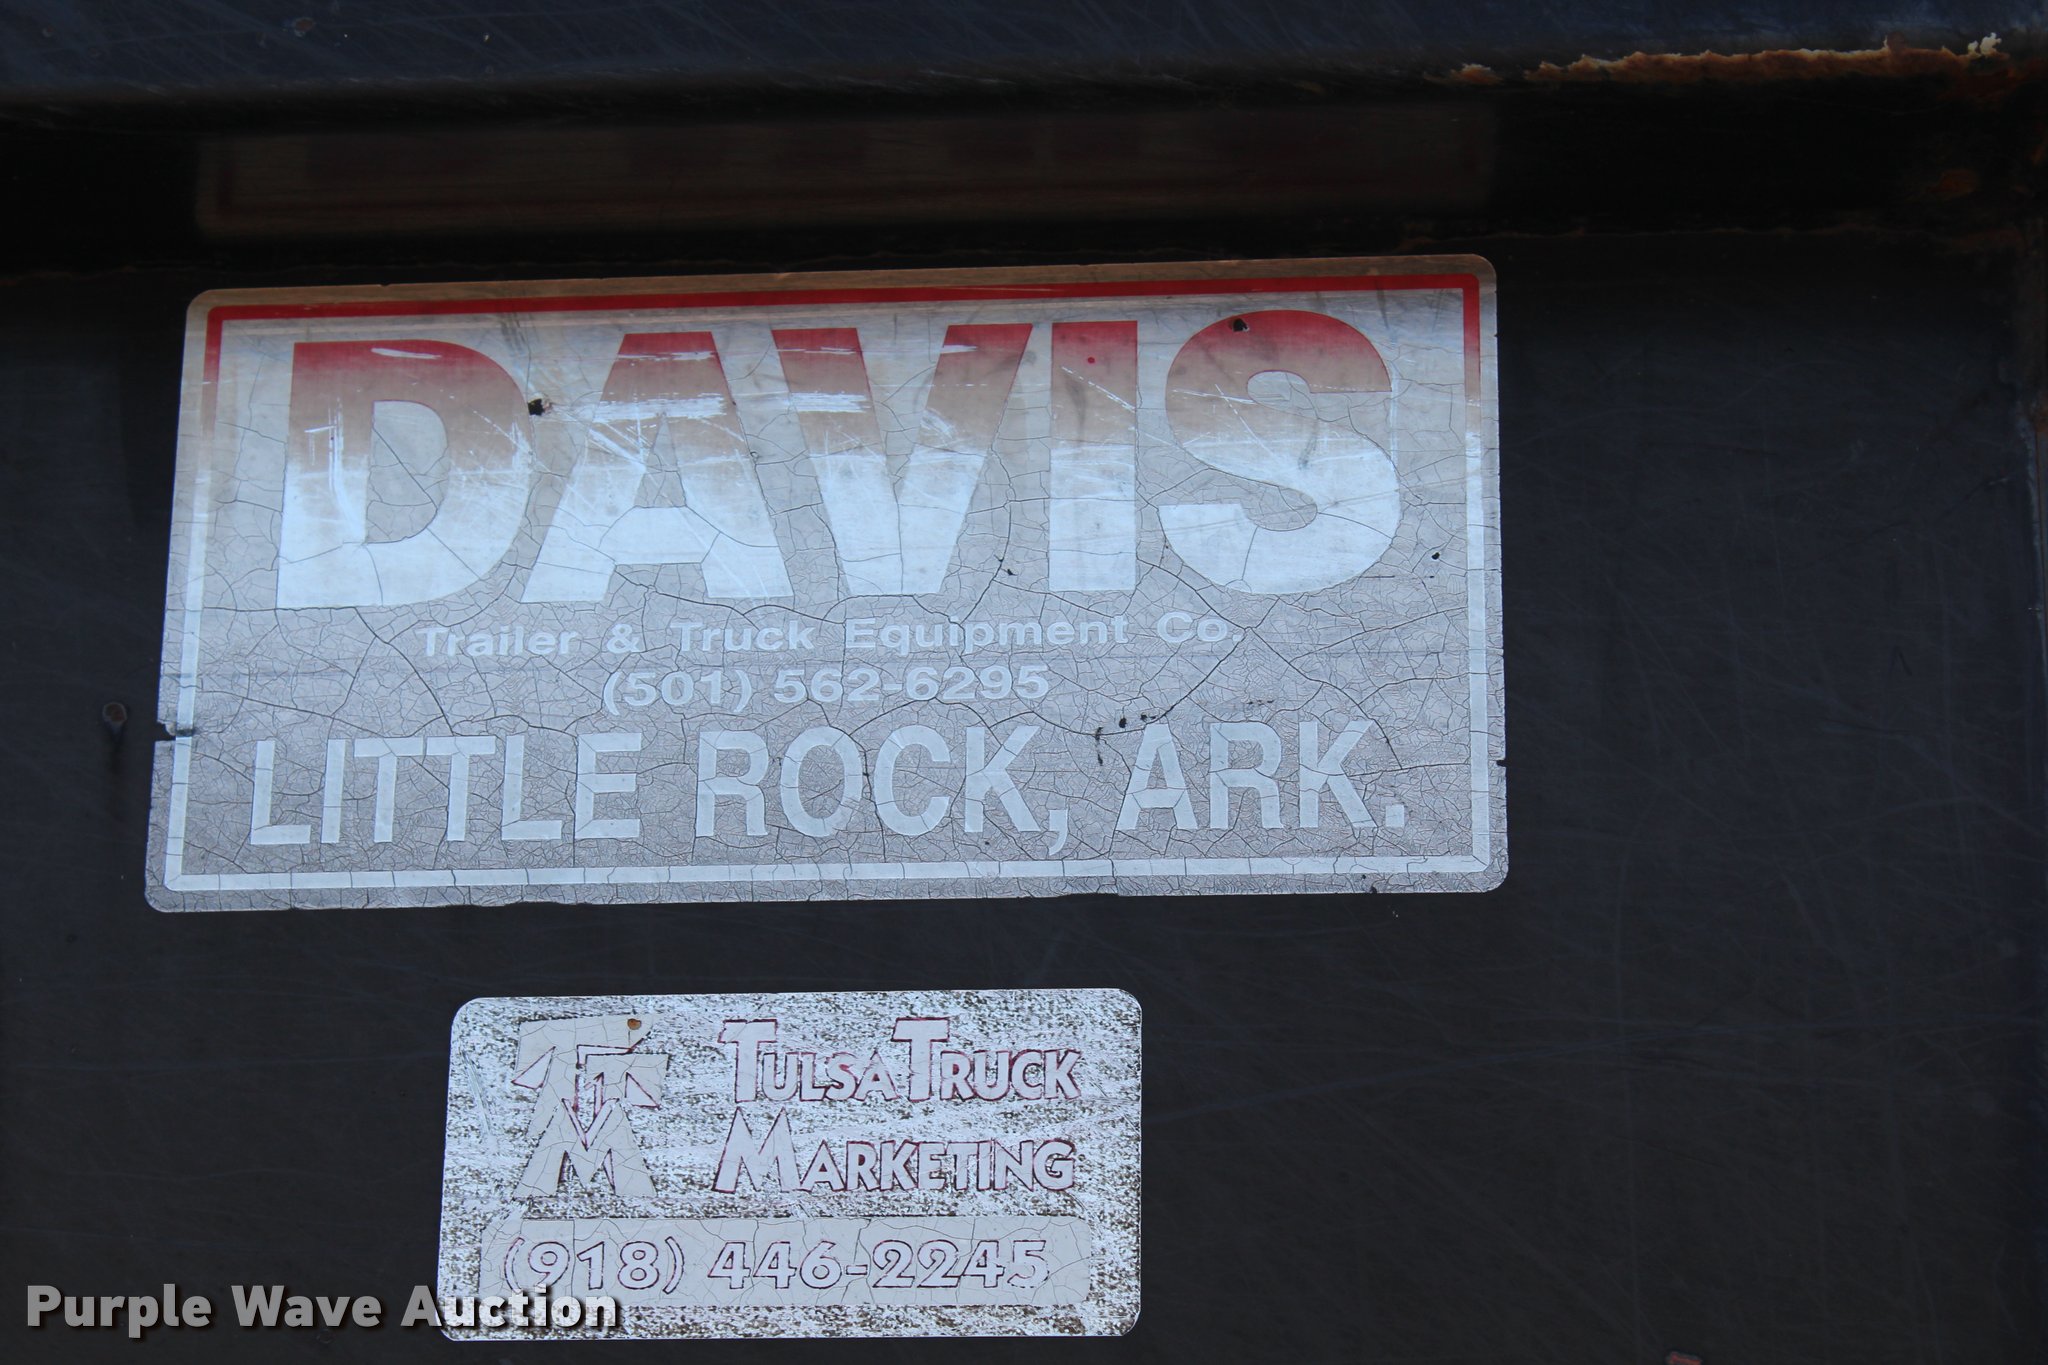 DAVIS
Trailer & Truck Equipment Co.
(501) 562-6295
LITTLE ROCK, ARK.
TTM
TULSA TRUCK
MARKETING
(918) 446-2245
Purple Wave Auction